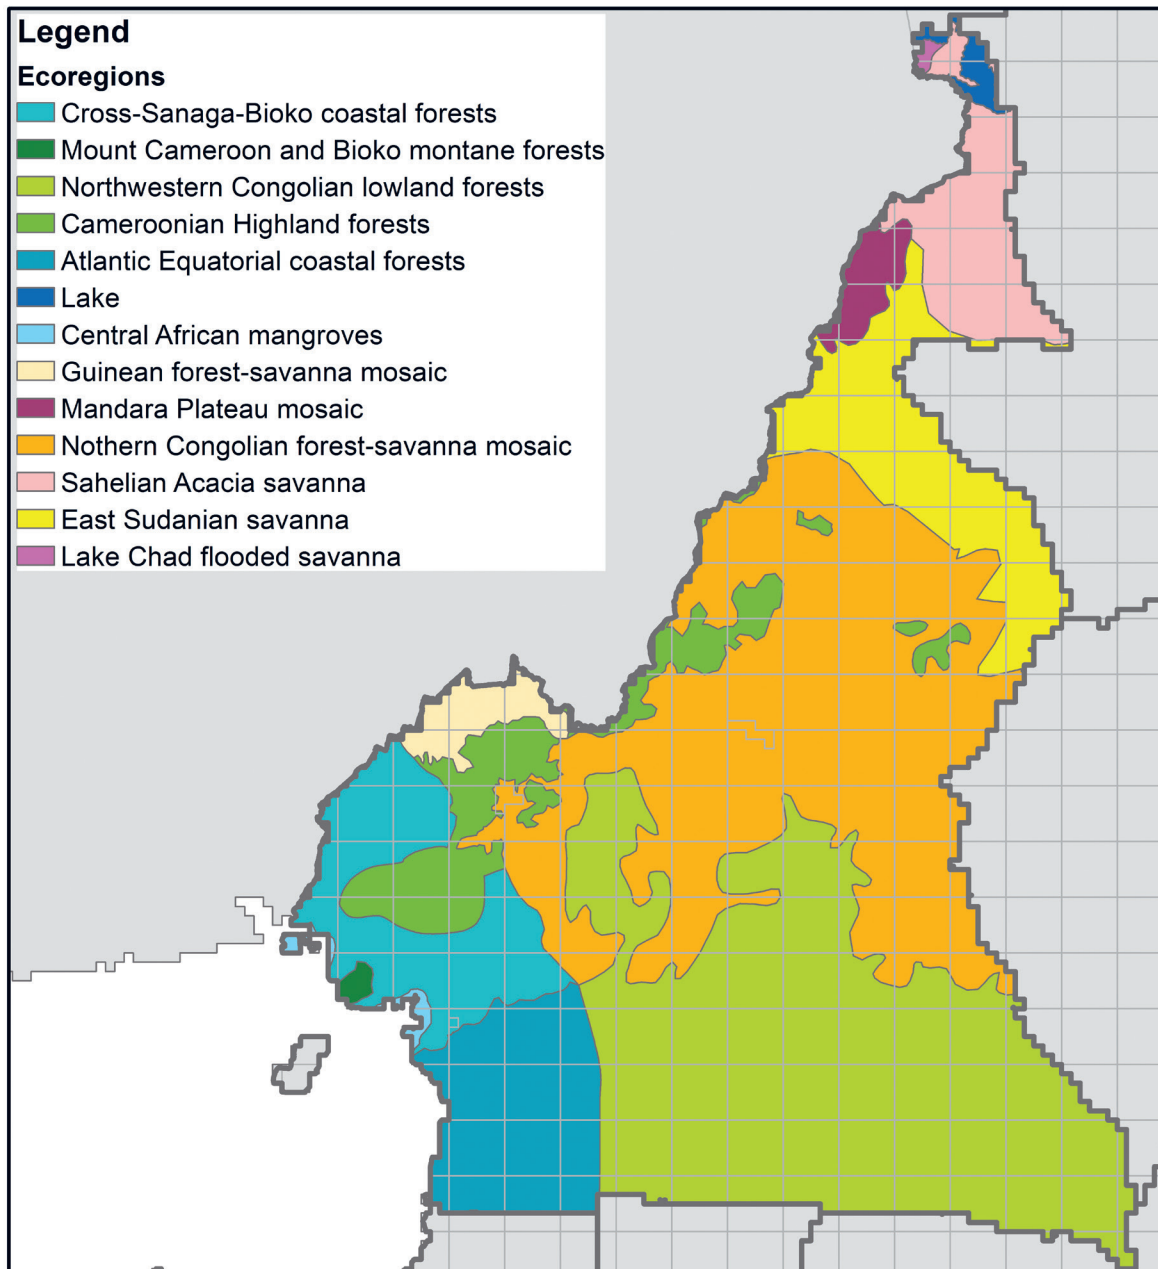 Legend
Ecoregions
Cross-Sanaga-Bioko coastal forests
Mount Cameroon and Bioko montane forests
Northwestern Congolian lowland forests
Cameroonian Highland forests
Atlantic Equatorial coastal forests
Lake
Central African mangroves
Guinean forest-savanna mosaic
Mandara Plateau mosaic
Nothern Congolian forest-savanna mosaic
Sahelian Acacia savanna
East Sudanian savanna
Lake Chad flooded savanna